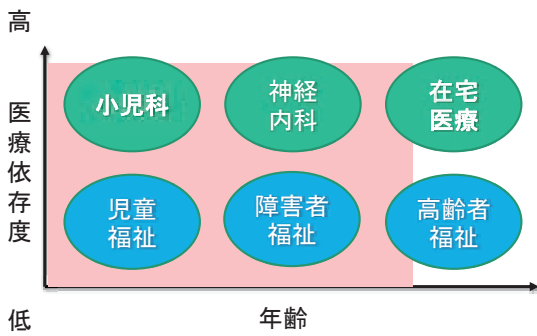 高
医療依存度
低
小児科
神経
内科
在宅
医療
児童
福祉
障害者
福祉
高齢者
福祉
年齢